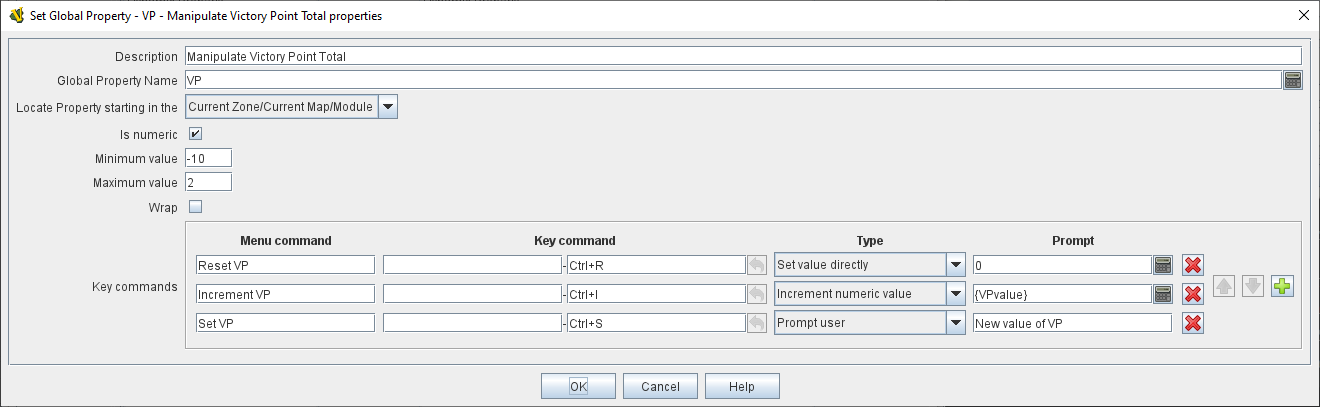 Set Global Property - VP - Manipulate Victory Point Total properties
Description Manipulate Victory Point Total
Global Property Name VP
Locate Property starting in the Current Zone/Current Map/Module
Is numeric
Minimum value -10
Maximum value 2
Wrap
Menu command Key command Type Prompt
Reset VP - Ctrl+R Set value directly 0
Key commands Increment VP - Ctrl+I Increment numeric value {VPvalue}
Set VP - Ctrl+S Prompt user New value of VP
OK Cancel Help